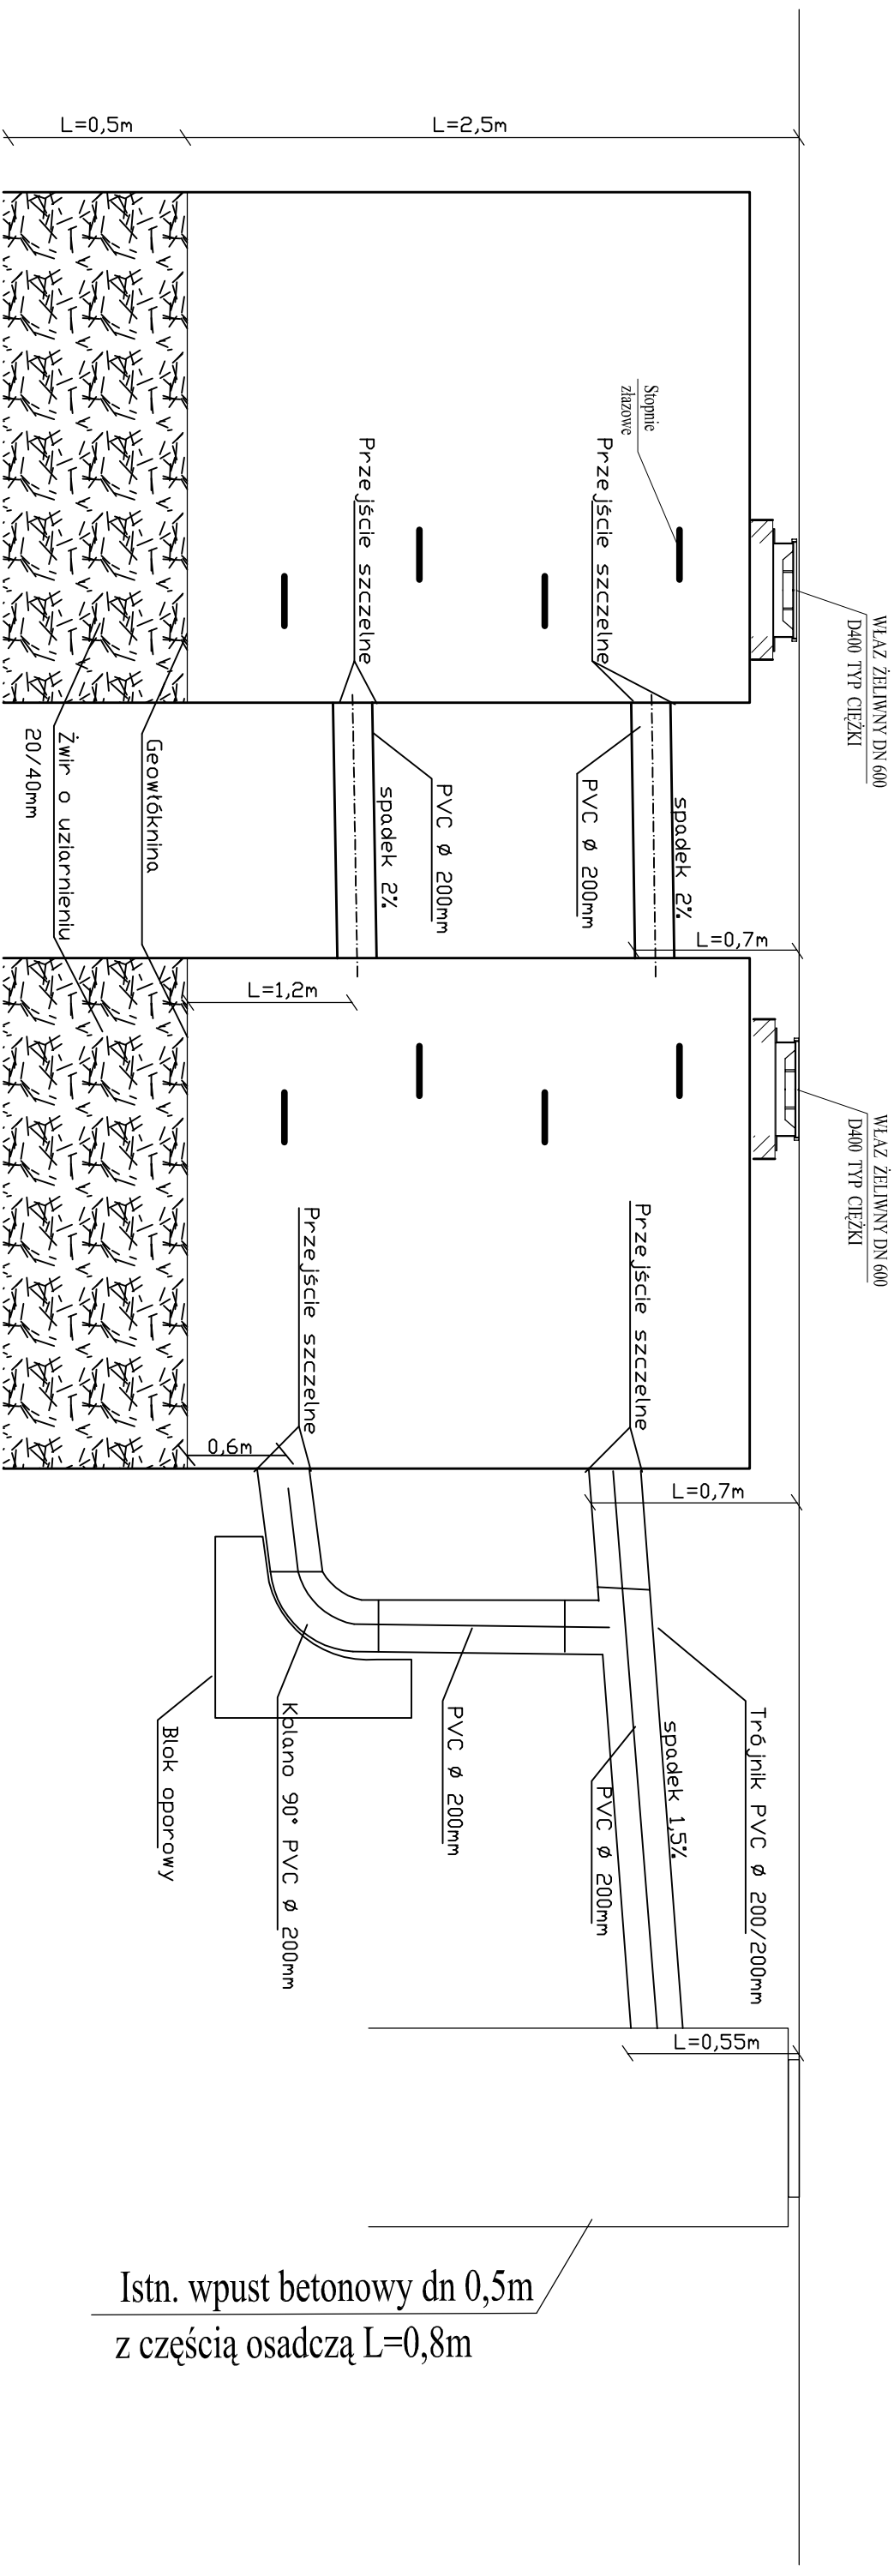 WŁAZ ŻELIWNY DN 600
D400 TYP CIĘŻKI
WŁAZ ŻELIWNY DN 600
D400 TYP CIĘŻKI
L=2,5m
L=0,5m
Stopnie
złazowe
Przejście szczelne
Przejście szczelne
spadek 2%
PVC ø 200mm
PVC ø 200mm
spadek 2%
Geowłóknina
Żwir o uziarnieniu
20/40mm
L=0,7m
L=1,2m
Przejście szczelne
Przejście szczelne
0,6m
L=0,7m
Trójnik PVC ø 200/200mm
spadek 1,5%
PVC ø 200mm
PVC ø 200mm
Kolano 90° PVC ø 200mm
Blok oporowy
L=0,55m
Istn. wpust betonowy dn 0,5m
z częścią osadczą L=0,8m